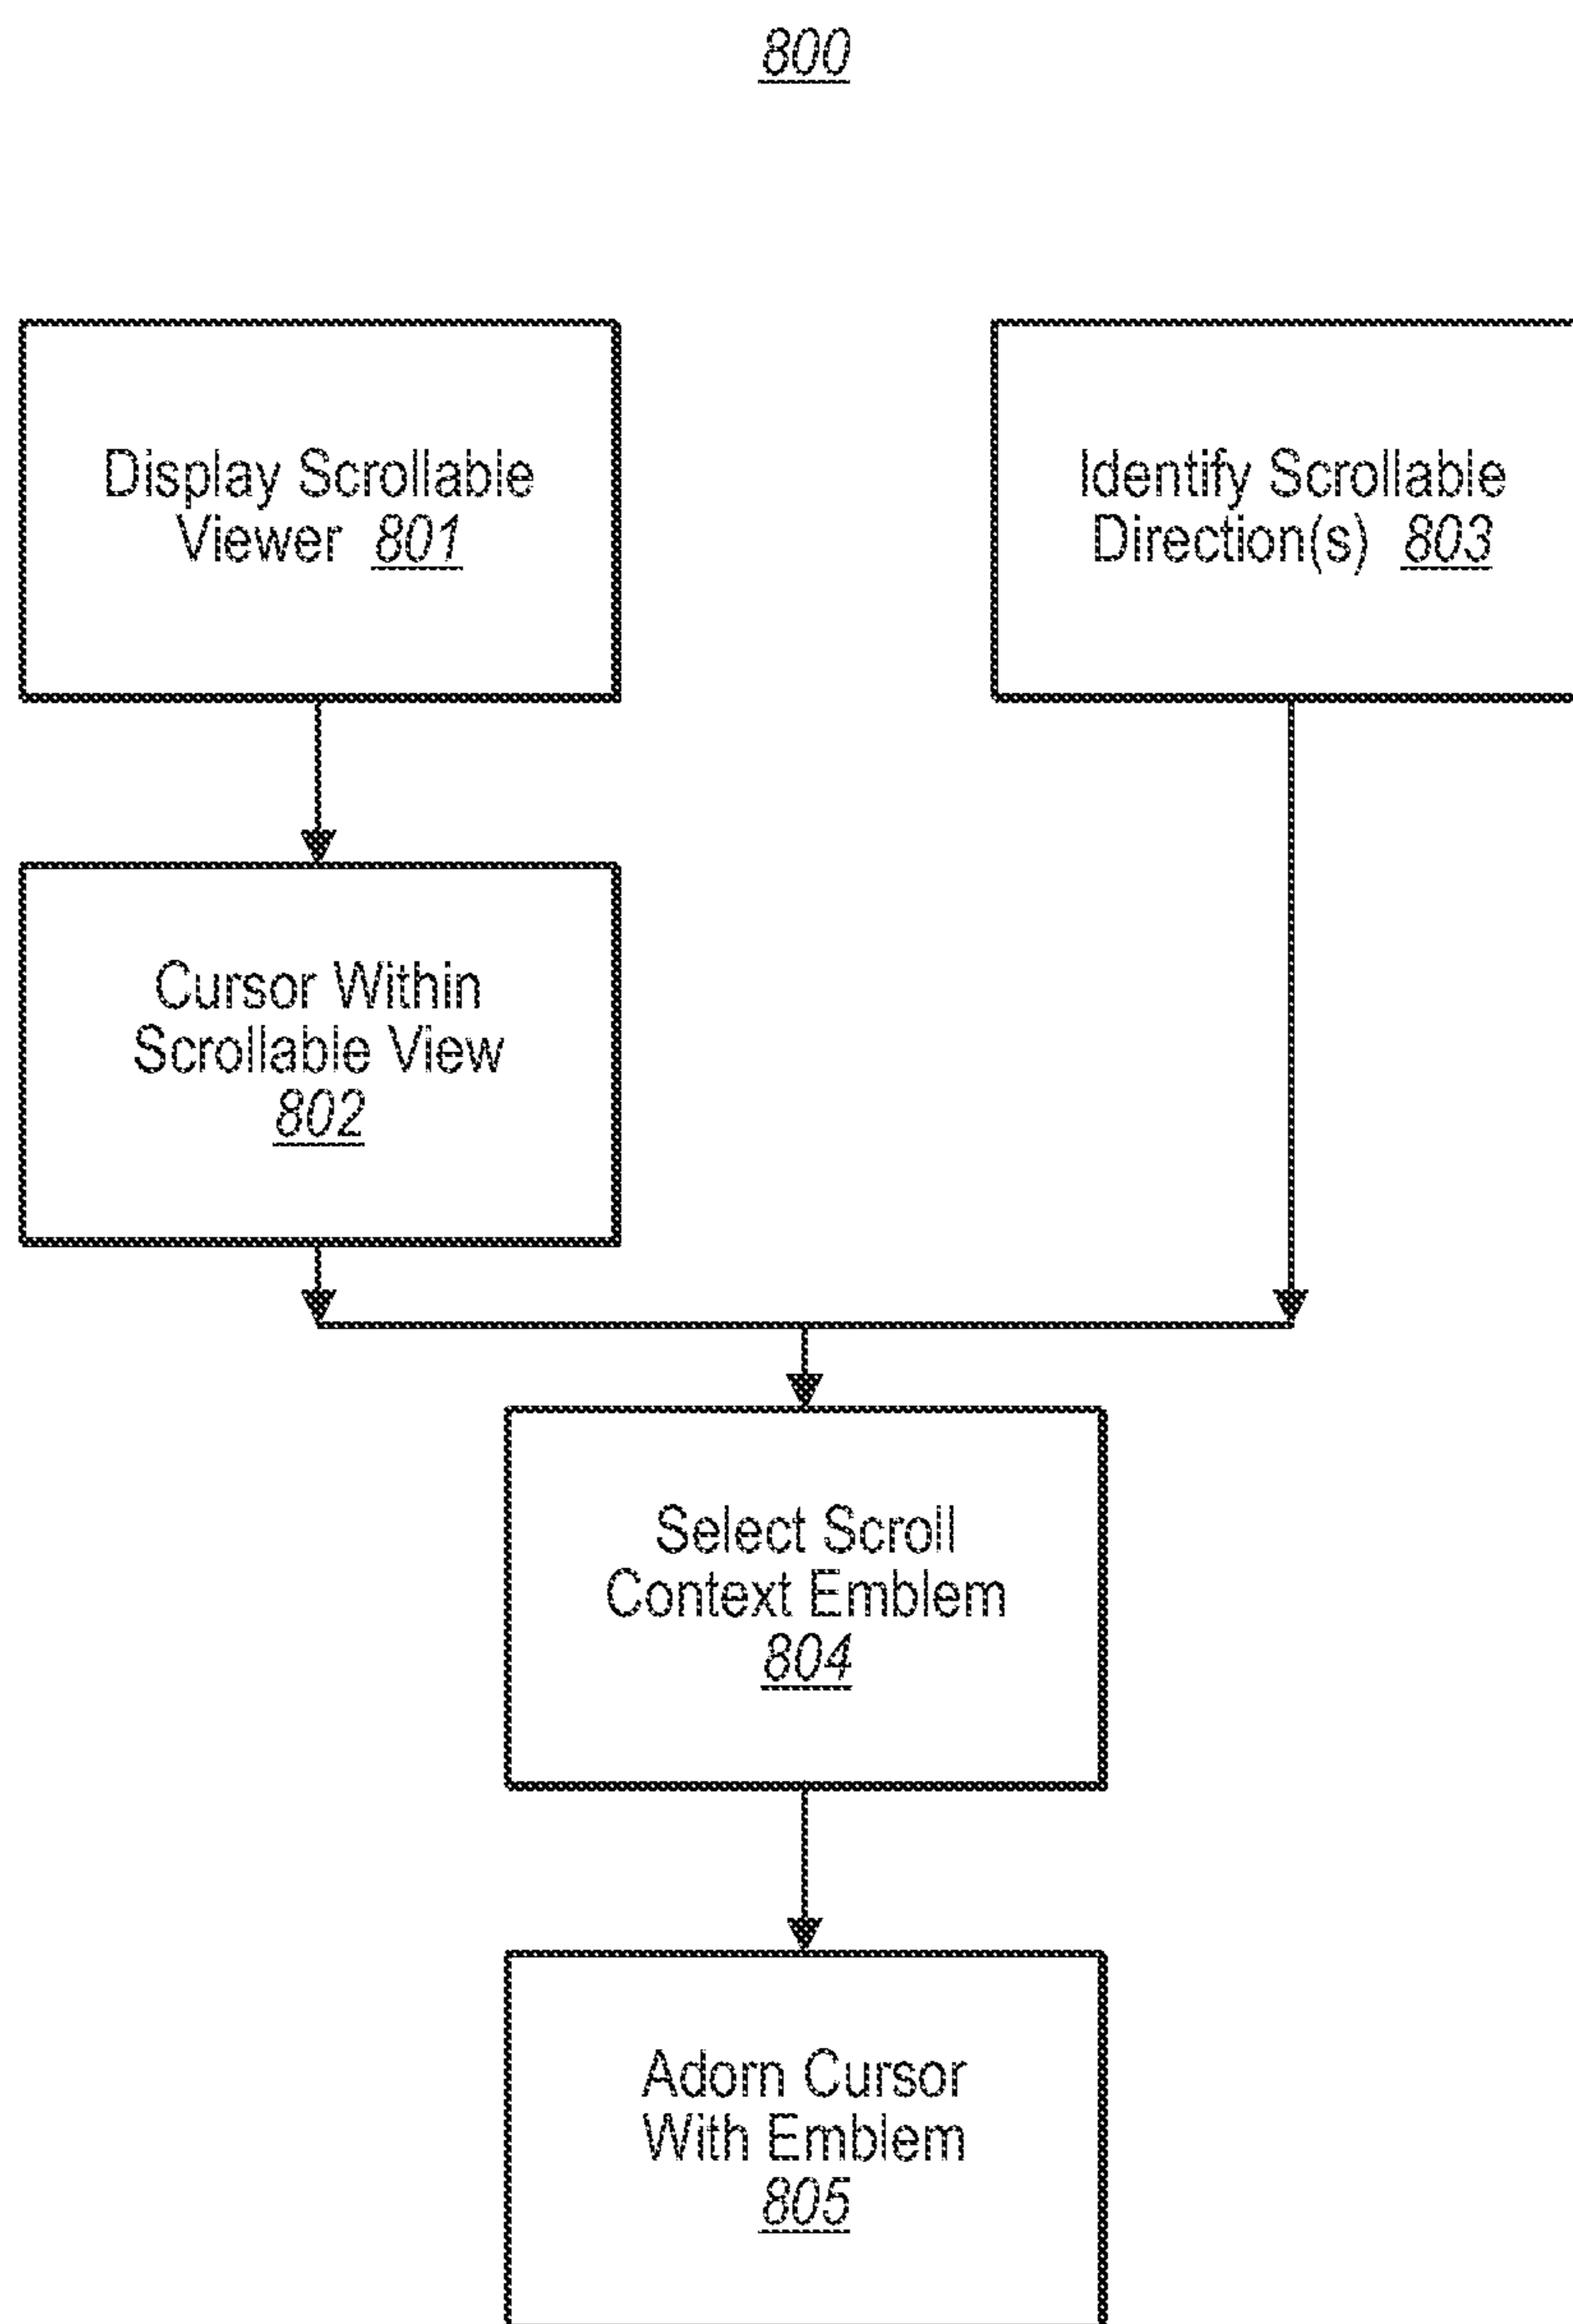 800
Display Scrollable
Viewer 801
Identify Scrollable
Direction(s) 803
Cursor Within
Scrollable View
802
Select Scroll
Context Emblem
804
Adorn Cursor
With Emblem
805